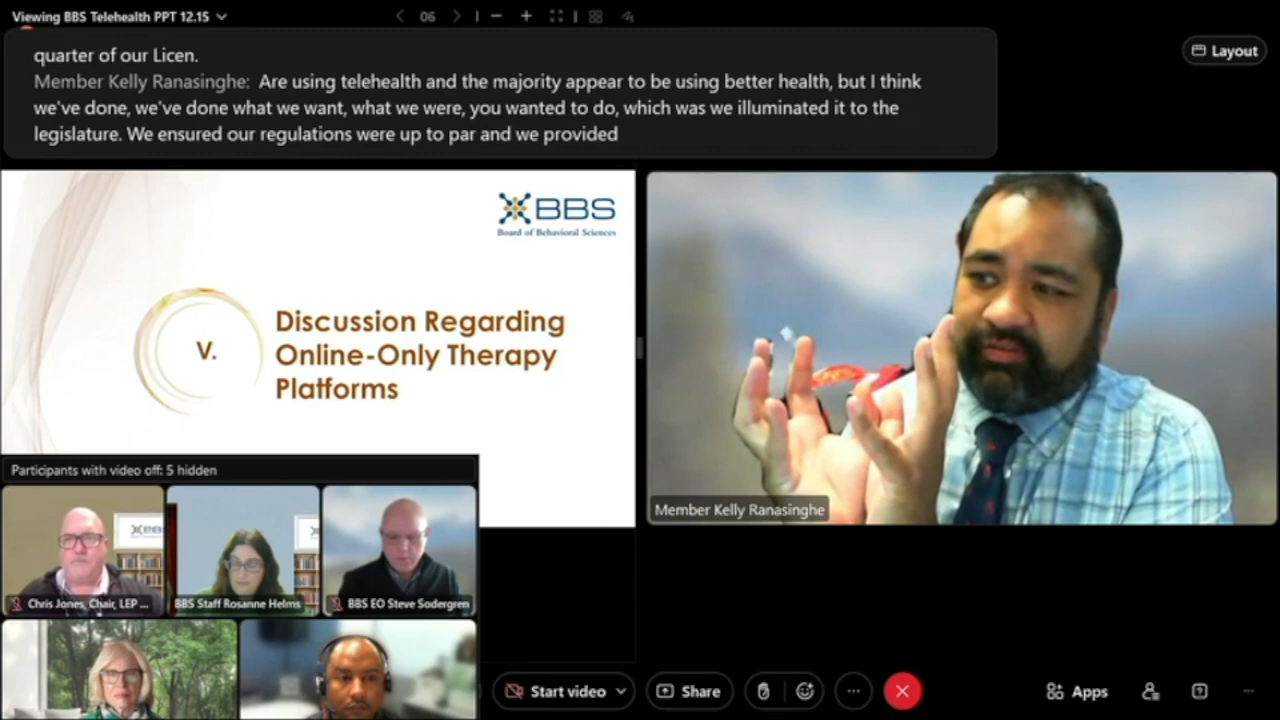 Viewing BBS Telehealth PPT 12.15
06
Layout
quarter of our Licen.
Member Kelly Ranasinghe: Are using telehealth and the majority appear to be using better health, but I think
we've done, we've done what we want, what we were, you wanted to do, which was we illuminated it to the
legislature. We ensured our regulations were up to par and we provided
BBS
Board of Behavioral Sciences
V.
Discussion Regarding
Online-Only Therapy
Platforms
Member Kelly Ranasinghe
Participants with video off: 5 hidden
Chris Jones, Chair, LEP ...
BBS Staff Rosanne Helms
BBS EO Steve Sodergren
Start video
Share
Apps